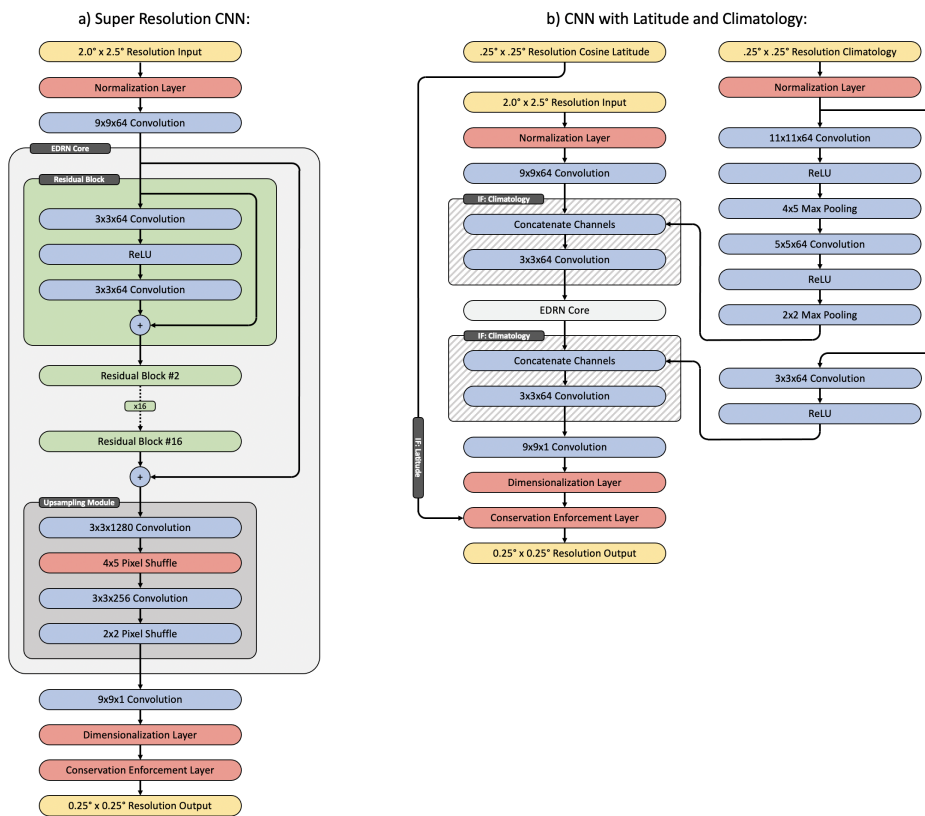 a) Super Resolution CNN:
2.0° x 2.5° Resolution Input
Normalization Layer
9x9x64 Convolution
EDRN Core
Residual Block
3x3x64 Convolution
ReLU
3x3x64 Convolution
+
Residual Block #2
x16
Residual Block #16
+
Upsampling Module
3x3x1280 Convolution
4x5 Pixel Shuffle
3x3x256 Convolution
2x2 Pixel Shuffle
9x9x1 Convolution
Dimensionalization Layer
Conservation Enforcement Layer
0.25° x 0.25° Resolution Output
b) CNN with Latitude and Climatology:
.25° x .25° Resolution Cosine Latitude
2.0° x 2.5° Resolution Input
Normalization Layer
9x9x64 Convolution
IF: Climatology
Concatenate Channels
3x3x64 Convolution
EDRN Core
IF: Climatology
Concatenate Channels
3x3x64 Convolution
IF: Latitude
9x9x1 Convolution
Dimensionalization Layer
Conservation Enforcement Layer
0.25° x 0.25° Resolution Output
.25° x .25° Resolution Climatology
Normalization Layer
11x11x64 Convolution
ReLU
4x5 Max Pooling
5x5x64 Convolution
ReLU
2x2 Max Pooling
3x3x64 Convolution
ReLU